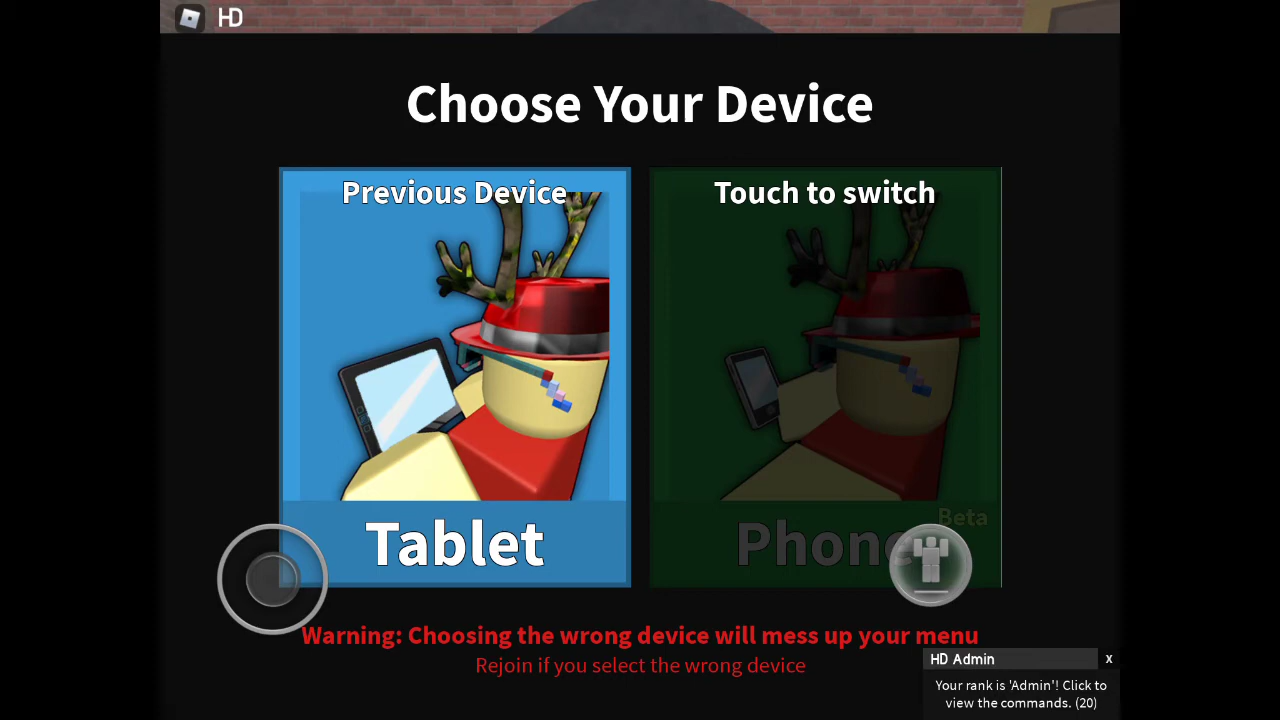 HD
Choose Your Device
Previous Device
Touch to switch
Tablet
Beta
Phone
Warning: Choosing the wrong device will mess up your menu
Rejoin if you select the wrong device
HD Admin
x
Your rank is 'Admin'! Click to
view the commands. (20)